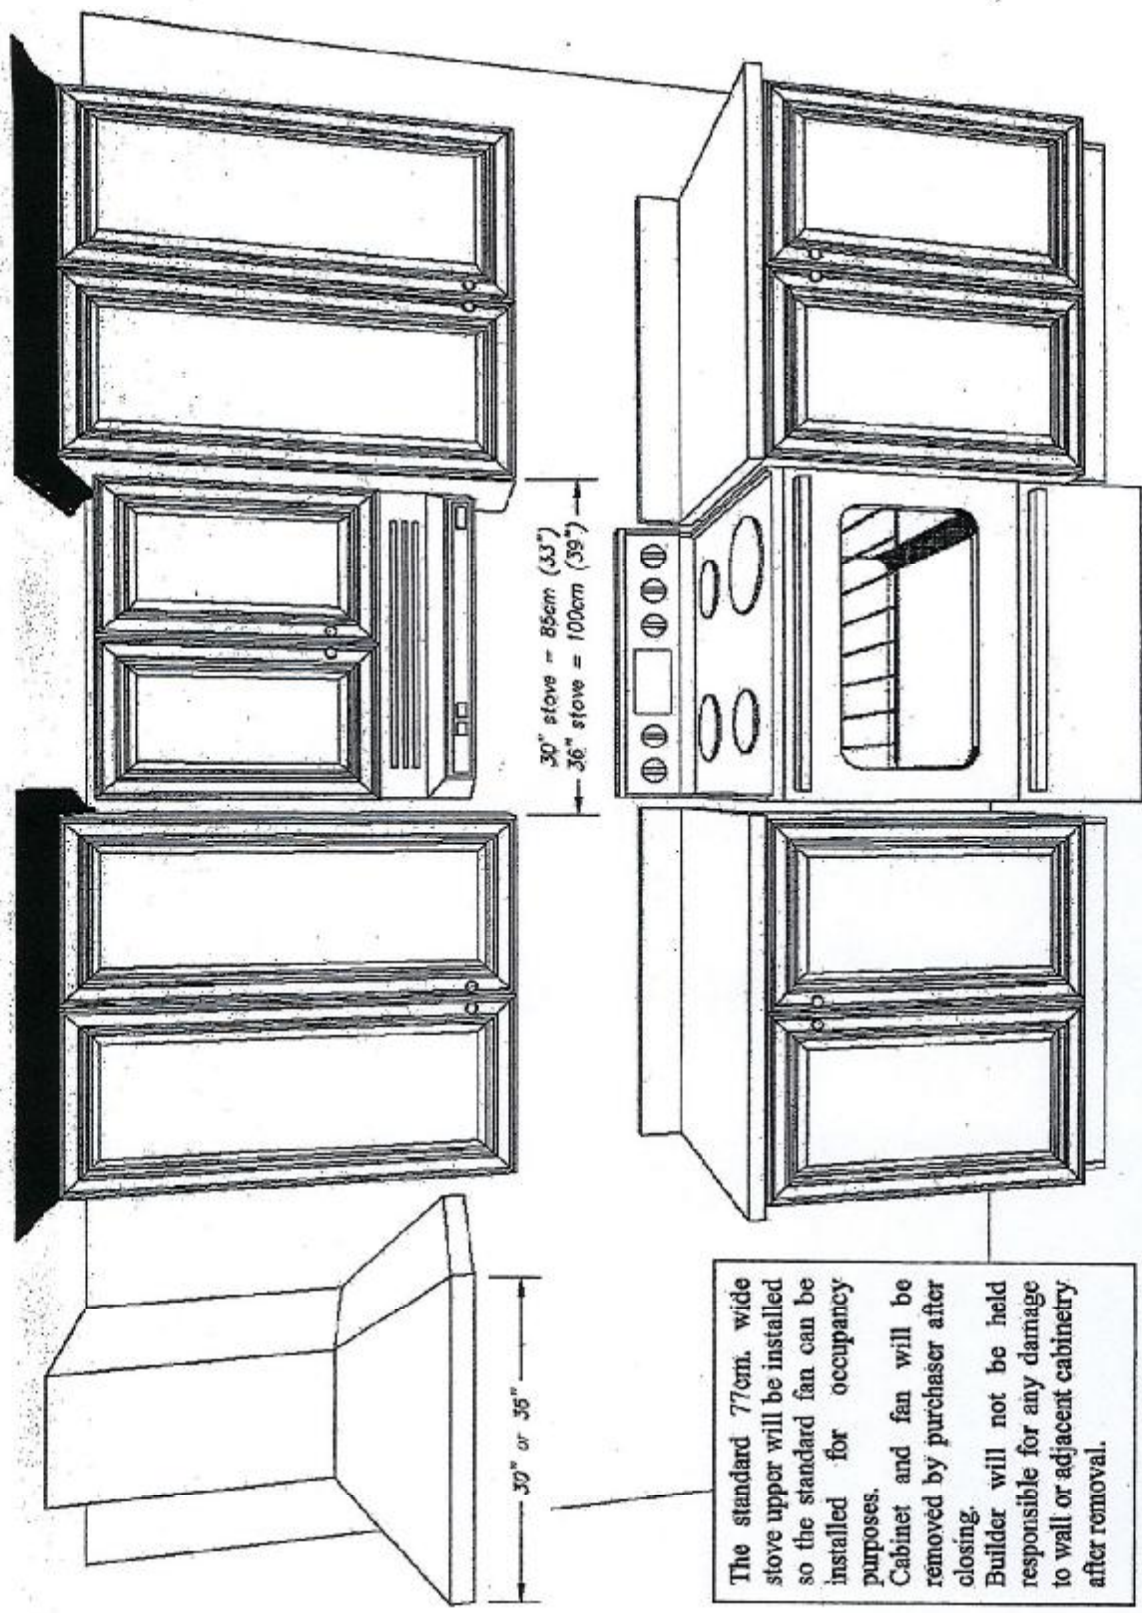 30" stove - 85cm (33")
36" stove = 100cm (39")
30" or 36"
The standard 77cm. wide
stove upper will be installed
so the standard fan can be
installed for occupancy
purposes.
Cabinet and fan will be
removed by purchaser after
closing.
Builder will not be held
responsible for any damage
to wall or adjacent cabinetry
after removal.